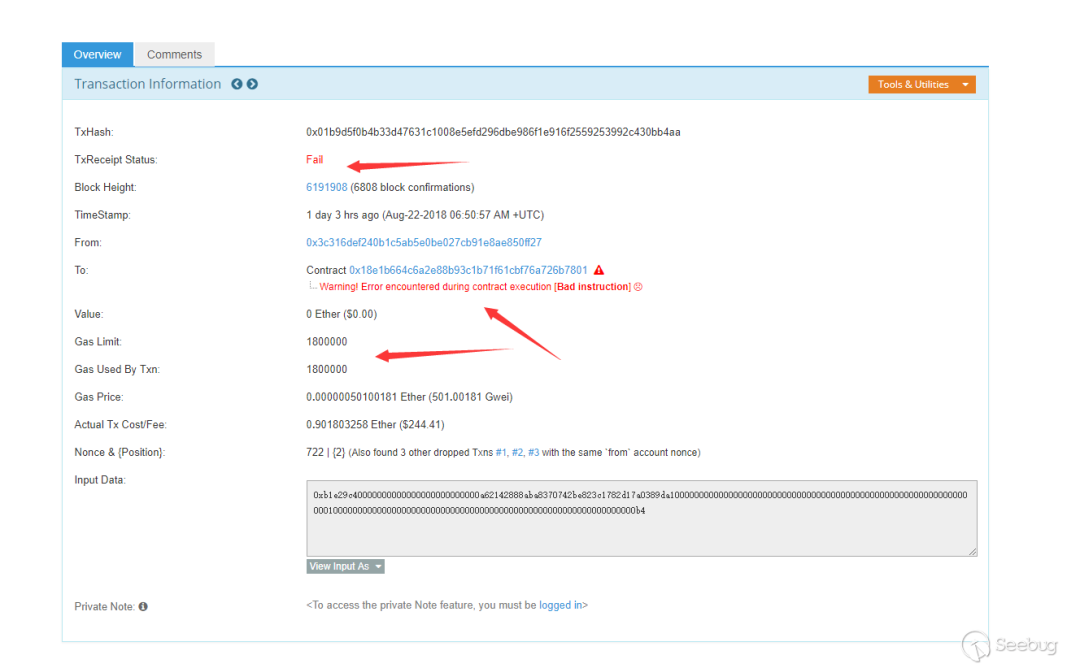 Overview Comments
Transaction Information
Tools & Utilities
TxHash: 0x01b9d5f0b4b33d47631c1008e5efd296dbe986f1e916f2559253992c430bb4aa
TxReceipt Status: Fail
Block Height: 6191908 (6808 block confirmations)
TimeStamp: 1 day 3 hrs ago (Aug-22-2018 06:50:57 AM +UTC)
From: 0x3c316def240b1c5ab5e0be027cb91e8ae850ff27
To: Contract 0x18e1b664c6a2e88b93c1b71f61cbf76a726b7801
Warning! Error encountered during contract execution [Bad instruction]
Value: 0 Ether ($0.00)
Gas Limit: 1800000
Gas Used By Txn: 1800000
Gas Price: 0.00000050100181 Ether (501.00181 Gwei)
Actual Tx Cost/Fee: 0.901803258 Ether ($244.41)
Nonce & {Position}: 722 | {2} (Also found 3 other dropped Txns #1, #2, #3 with the same `from` account nonce)
Input Data:
View Input As
Private Note: <To access the private Note feature, you must be logged in>
Seebug